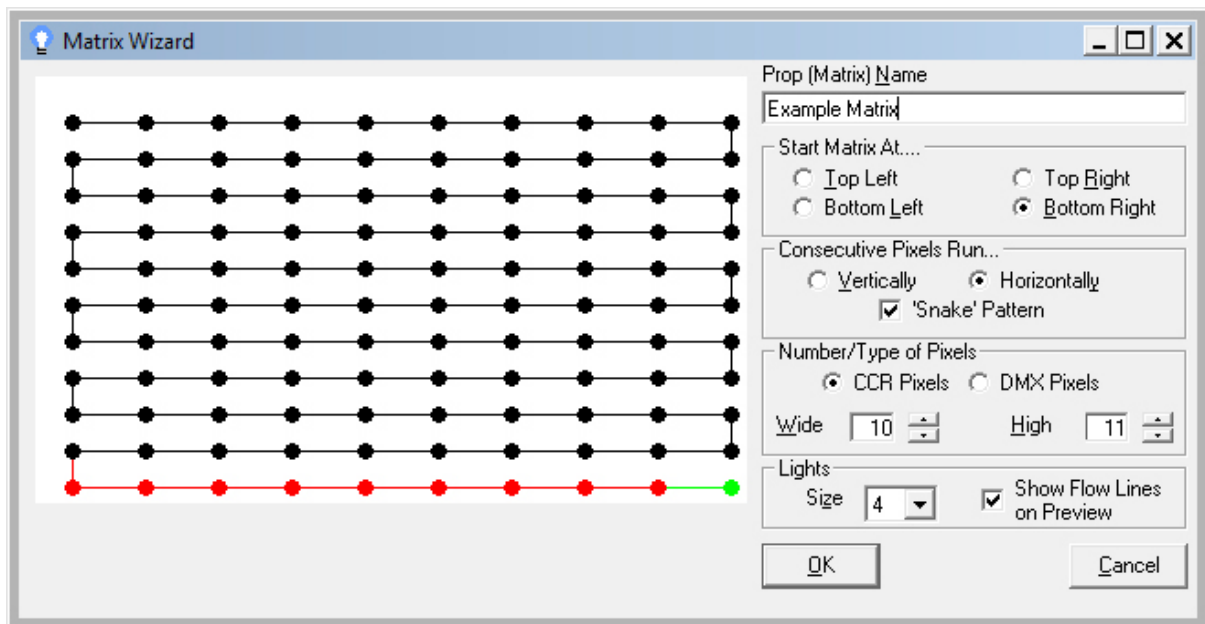 Matrix Wizard
Prop (Matrix) Name
Example Matrix
Start Matrix At....
Top Left Top Right
Bottom Left Bottom Right
Consecutive Pixels Run...
Vertically Horizontally
'Snake' Pattern
Number/Type of Pixels
CCR Pixels DMX Pixels
Wide 10 High 11
Lights
Size 4 Show Flow Lines
on Preview
OK Cancel